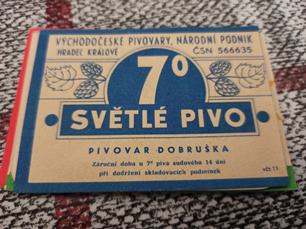 VÝCHODOČESKÉ PIVOVARY, NÁRODNÍ PODNIK
HRADEC KRÁLOVÉ ČSN 566635
7°
SVĚTLÉ PIVO
PIVOVAR DOBRUŠKA
Záruční doba u 7° piva sudového 14 dní
při dodržení skladovacích podmínek